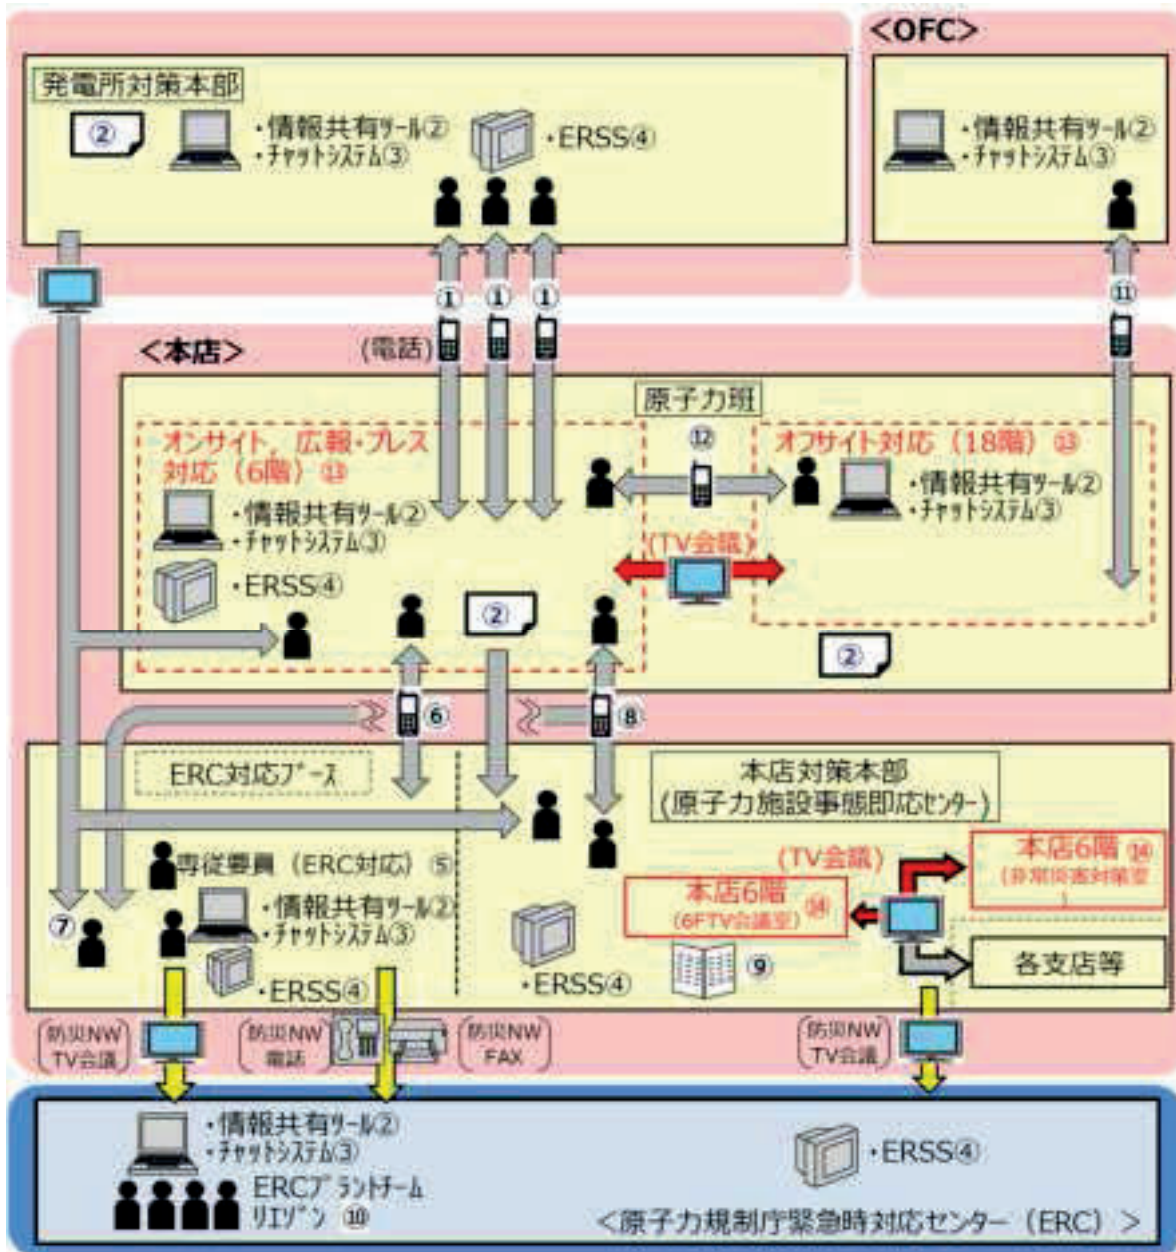 <OFC>
発電所対策本部
②
・情報共有ツール②
・チャットシステム③
・ERSS④
・情報共有ツール②
・チャットシステム③
①
①
①
⑪
<本店>
(電話)
原子力班
オンサイト，広報・プレス
対応（6階）⑬
⑫
オフサイト対応（18階）⑬
・情報共有ツール②
・チャットシステム③
・情報共有ツール②
・チャットシステム③
(TV会議)
・ERSS④
②
②
⑥
⑧
ERC対応ブース
本店対策本部
(原子力施設事態即応センター)
専従要員（ERC対応）⑤
(TV会議)
本店6階 ⑭
(非常災害対策室
)
本店6階 ⑭
(6FTV会議室)
⑦
・情報共有ツール②
・チャットシステム③
・ERSS④
・ERSS④
⑨
各支店等
防災NW
TV会議
防災NW
電話
防災NW
FAX
防災NW
TV会議
・情報共有ツール②
・チャットシステム③
・ERSS④
ERCプラントチーム
リエゾン ⑩
<原子力規制庁緊急時対応センター（ERC）>